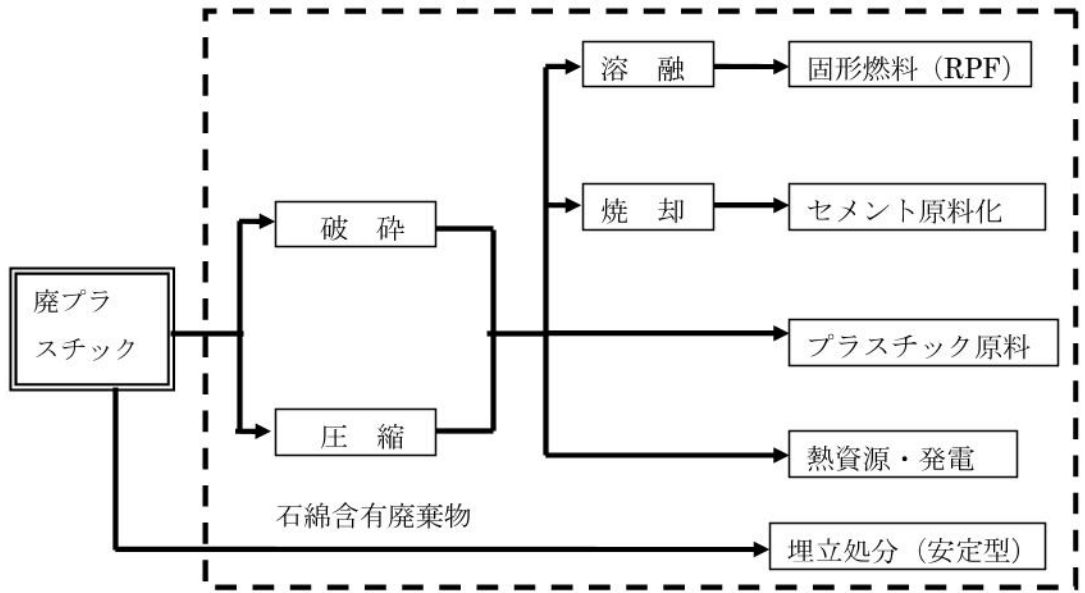 廃プラ
スチック
破　砕
圧　縮
溶　融
固形燃料（RPF）
焼　却
セメント原料化
プラスチック原料
熱資源・発電
石綿含有廃棄物
埋立処分（安定型）